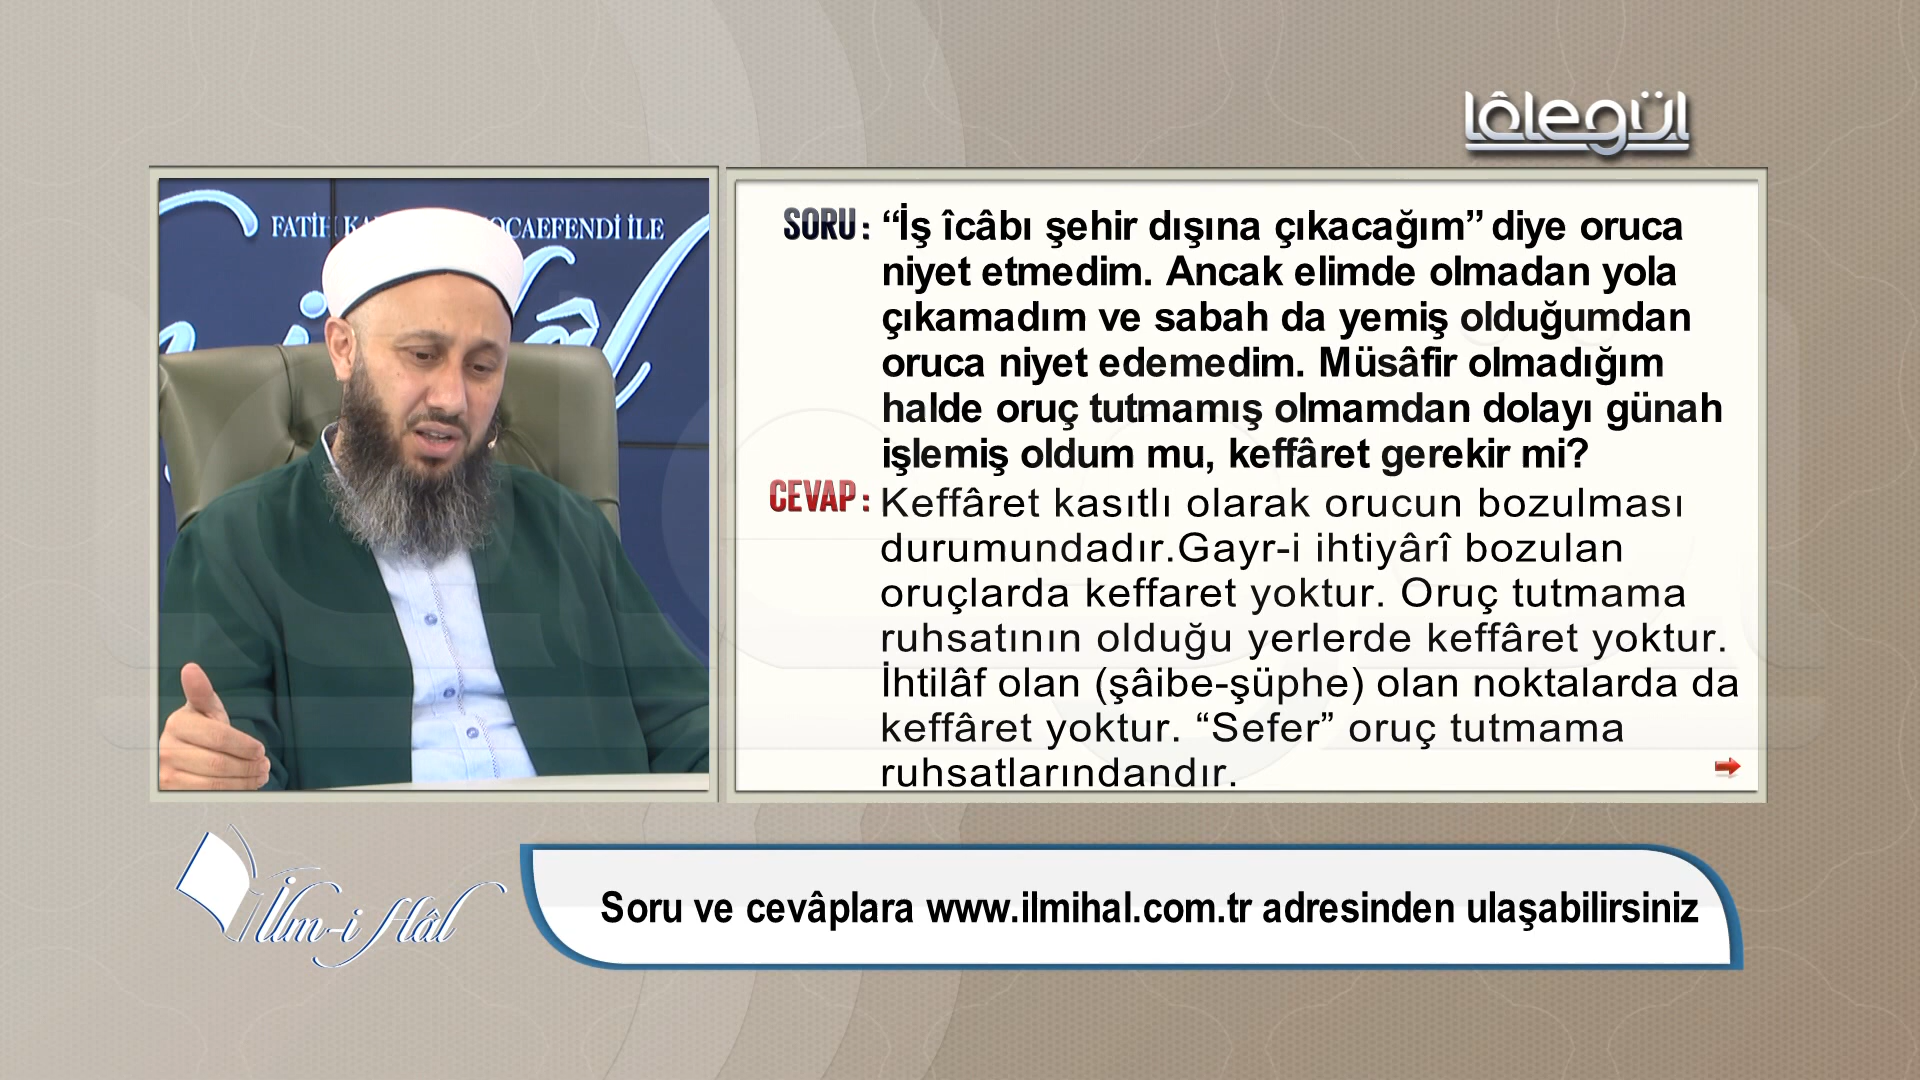 lâlegül
FATİH KA OCAEFENDİ İLE
SORU : “İş îcâbı şehir dışına çıkacağım” diye oruca
niyet etmedim. Ancak elimde olmadan yola
çıkamadım ve sabah da yemiş olduğumdan
oruca niyet edemedim. Müsâfir olmadığım
halde oruç tutmamış olmamdan dolayı günah
işlemiş oldum mu, keffâret gerekir mi?
CEVAP : Keffâret kasıtlı olarak orucun bozulması
durumundadır.Gayr-i ihtiyârî bozulan
oruçlarda keffaret yoktur. Oruç tutmama
ruhsatının olduğu yerlerde keffâret yoktur.
İhtilâf olan (şâibe-şüphe) olan noktalarda da
keffâret yoktur. “Sefer” oruç tutmama
ruhsatlarındandır.
İlm-i Hâl
Soru ve cevâplara www.ilmihal.com.tr adresinden ulaşabilirsiniz